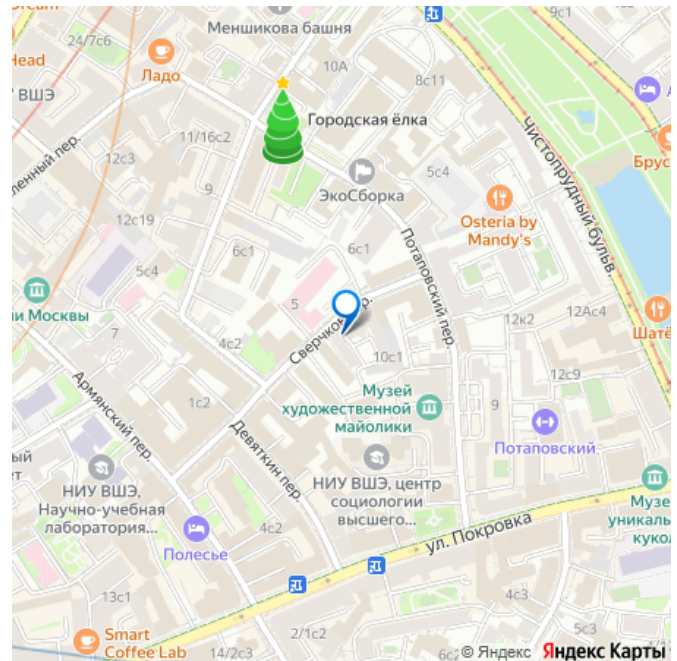 Меншикова башня
24/7с6
9с1
Head
Ладо
10А
8с11
ВШЭ
11/16с2
Городская ёлка
Чистопрудный бульв.
Брус
ленный пер.
12с3
ЭкоСборка
5с4
9
Osteria by
Mandy's
12с19
6с1
6с1
Потаповский пер.
5с4
5
12Ас4
и Москвы
7
Сверчков пер.
12к2
Шатё
4с2
10с1
12с9
Армянский пер.
1с2
Музей
художественной
майолики
9
Девяткин пер.
Потаповский
ый
ет
НИУ ВШЭ,
Научно-учебная
лаборатория...
НИУ ВШЭ, центр
социологии
высшего...
Музе
уникаль
кукол
4с2
Полесье
ул. Покровка
13с1
4с3
Smart
Coffee Lab
2/1с2
14/2с3
6с2
5с3
© Яндекс Яндекс Карты